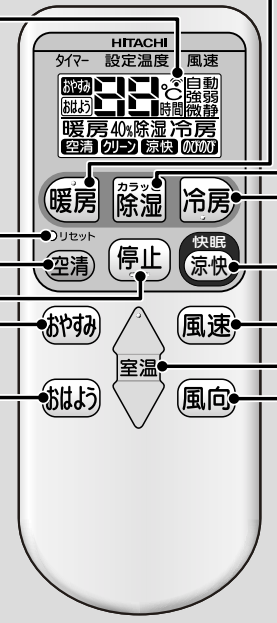 HITACHI
タイマー 設定温度 風速
おやすみ 88 ℃ 自動
強弱
おはよう 時間 微静
暖房 40% 除湿 冷房
空清 クリーン 涼快 のびのび
暖房 カラッと 除湿 冷房
リセット
空清 停止 快眠 涼快
おやすみ 風速
室温
おはよう 風向